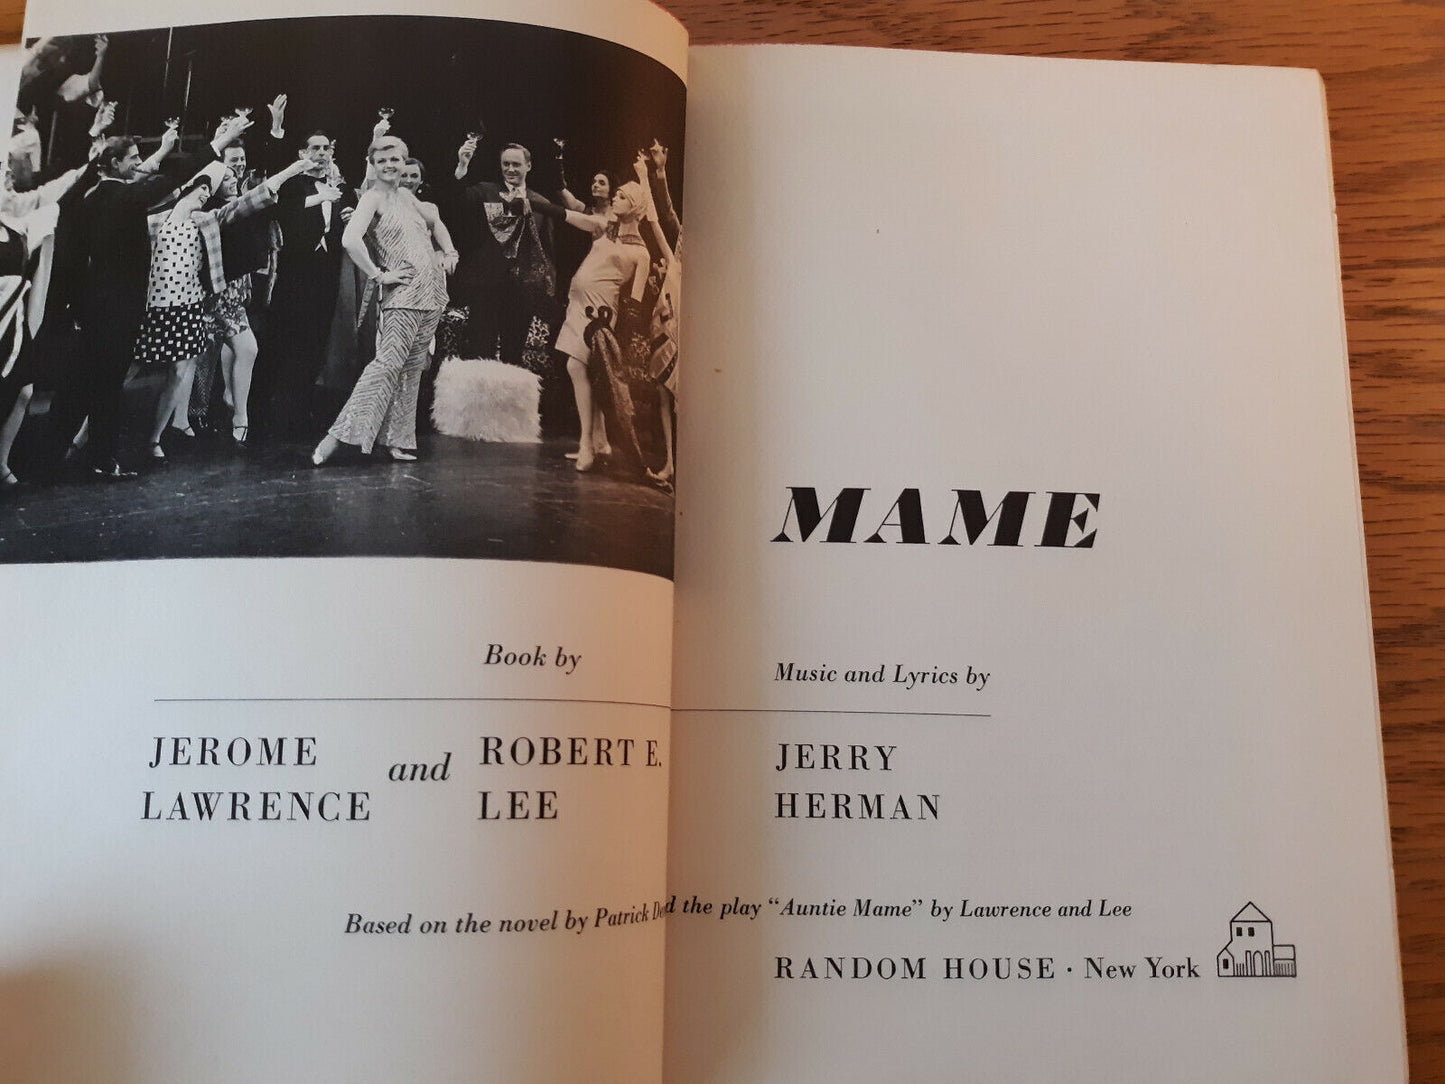 MAME
Book by
Music and Lyrics by
JEROME LAWRENCE and ROBERT E. LEE
JERRY HERMAN
Based on the novel by Patrick d the play “Auntie Mame” by Lawrence and Lee
RANDOM HOUSE · New York